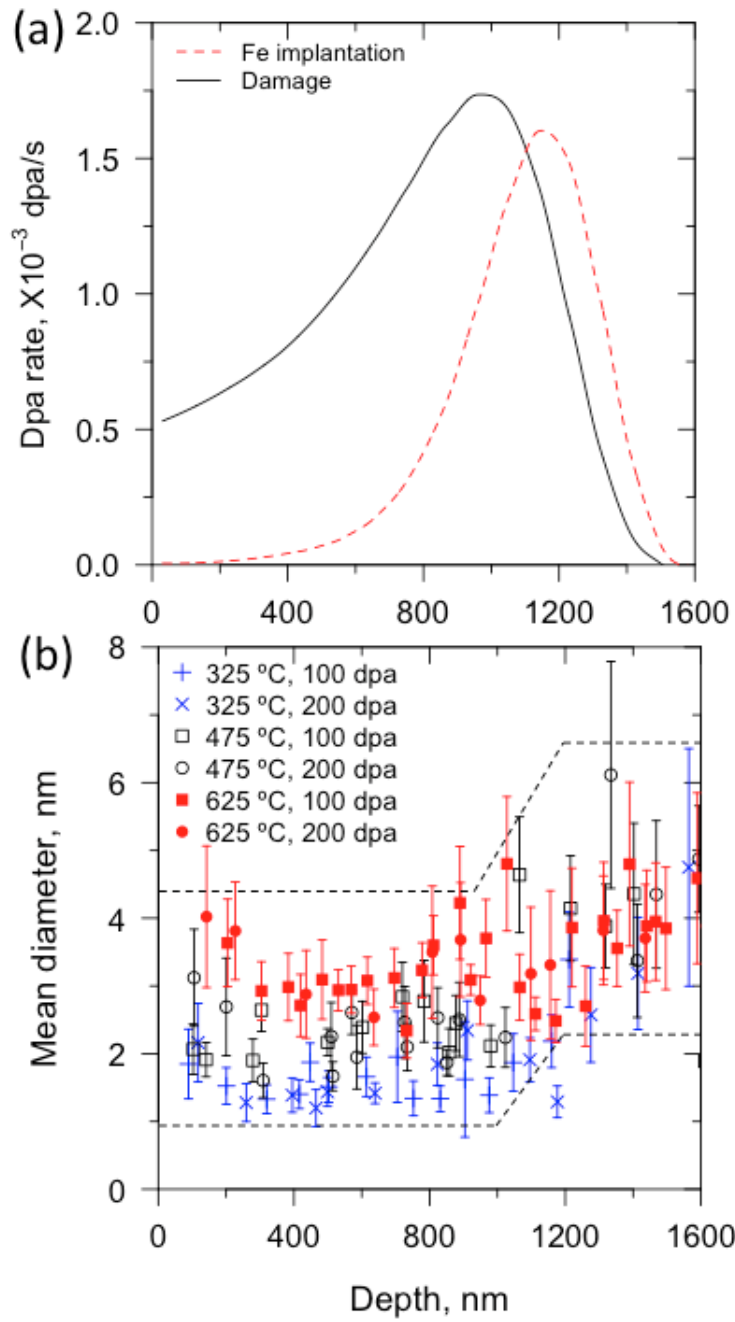 (a)
2.0
1.5
1.0
0.5
0.0
Dpa rate, X10⁻³ dpa/s
Fe implantation
Damage
0 400 800 1200 1600
(b)
8
6
4
2
0
Mean diameter, nm
325 ºC, 100 dpa
325 ºC, 200 dpa
475 ºC, 100 dpa
475 ºC, 200 dpa
625 ºC, 100 dpa
625 ºC, 200 dpa
0 400 800 1200 1600
Depth, nm